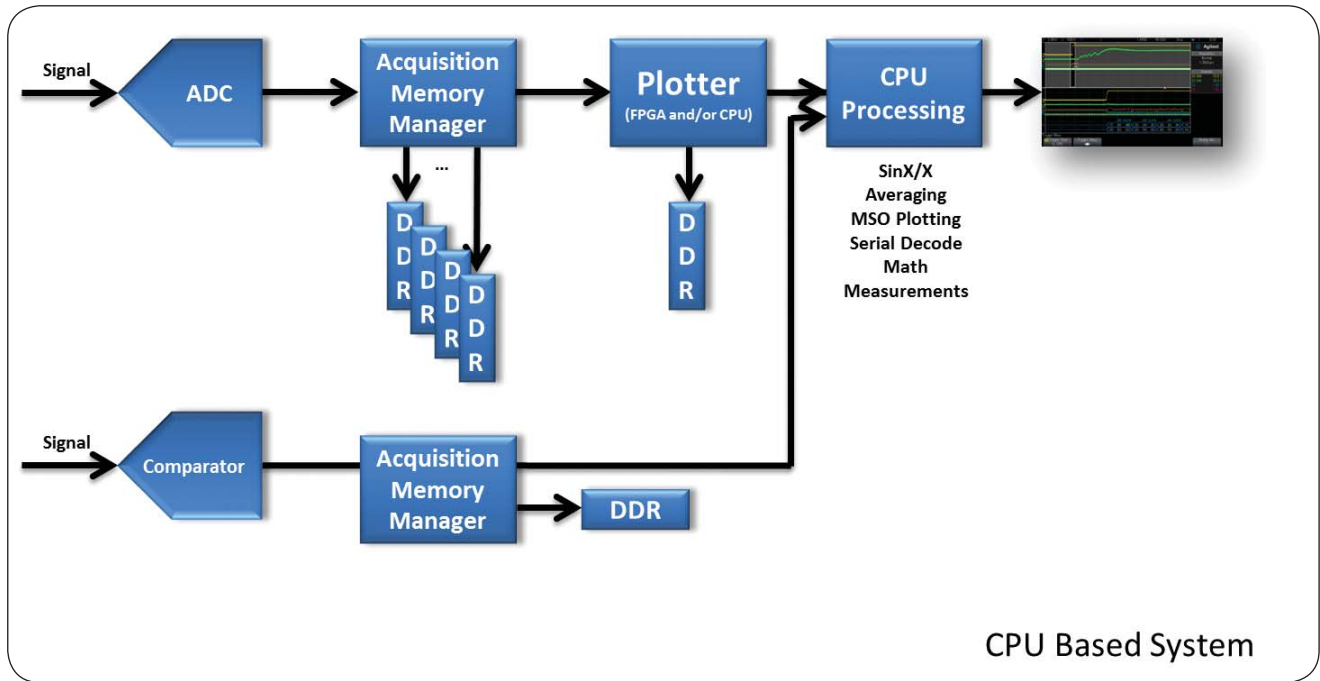 Signal
ADC
Acquisition
Memory
Manager
Plotter
(FPGA and/or CPU)
CPU
Processing
Agilent
...
D
D
R
D
D
R
D
D
R
D
D
R
D
D
R
SinX/X
Averaging
MSO Plotting
Serial Decode
Math
Measurements
Signal
Comparator
Acquisition
Memory
Manager
DDR
CPU Based System